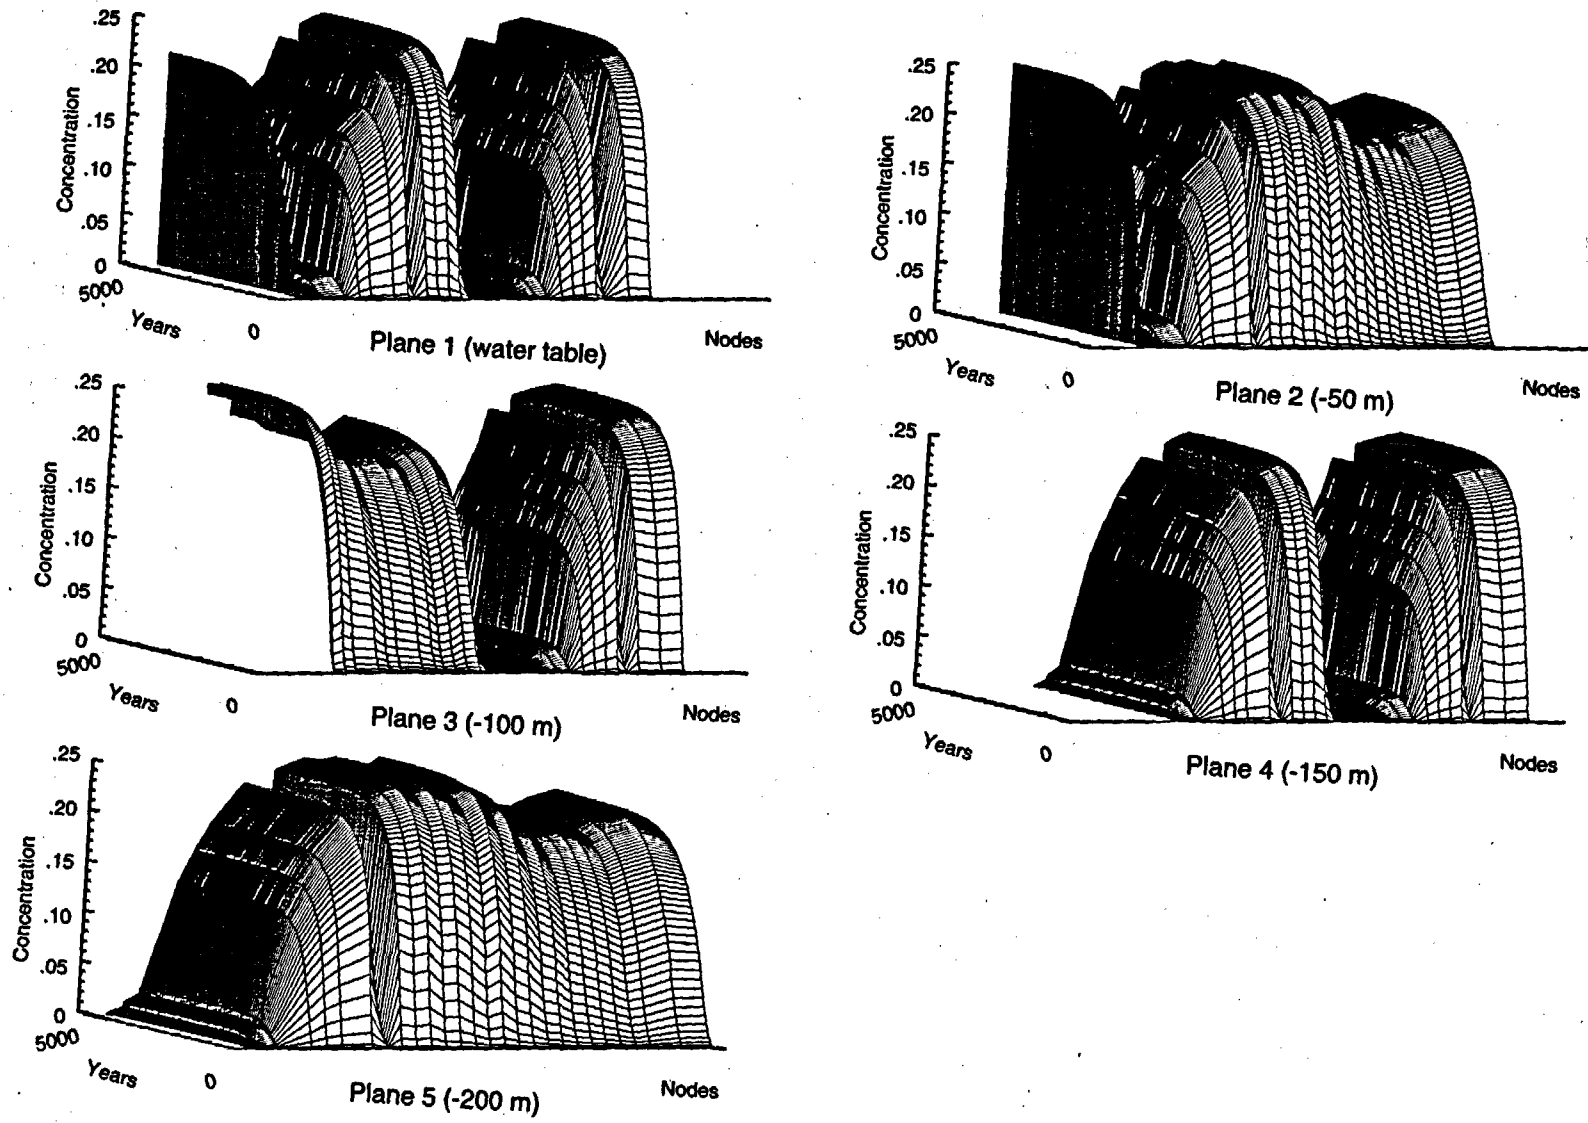 .25
.20
.15
.10
.05
0
Concentration
5000
Years
0
Plane 1 (water table)
Nodes
.25
.20
.15
.10
.05
0
Concentration
5000
Years
0
Plane 2 (-50 m)
Nodes
.25
.20
.15
.10
.05
0
Concentration
5000
Years
0
Plane 3 (-100 m)
Nodes
.25
.20
.15
.10
.05
0
Concentration
5000
Years
0
Plane 4 (-150 m)
Nodes
.25
.20
.15
.10
.05
0
Concentration
5000
Years
0
Plane 5 (-200 m)
Nodes